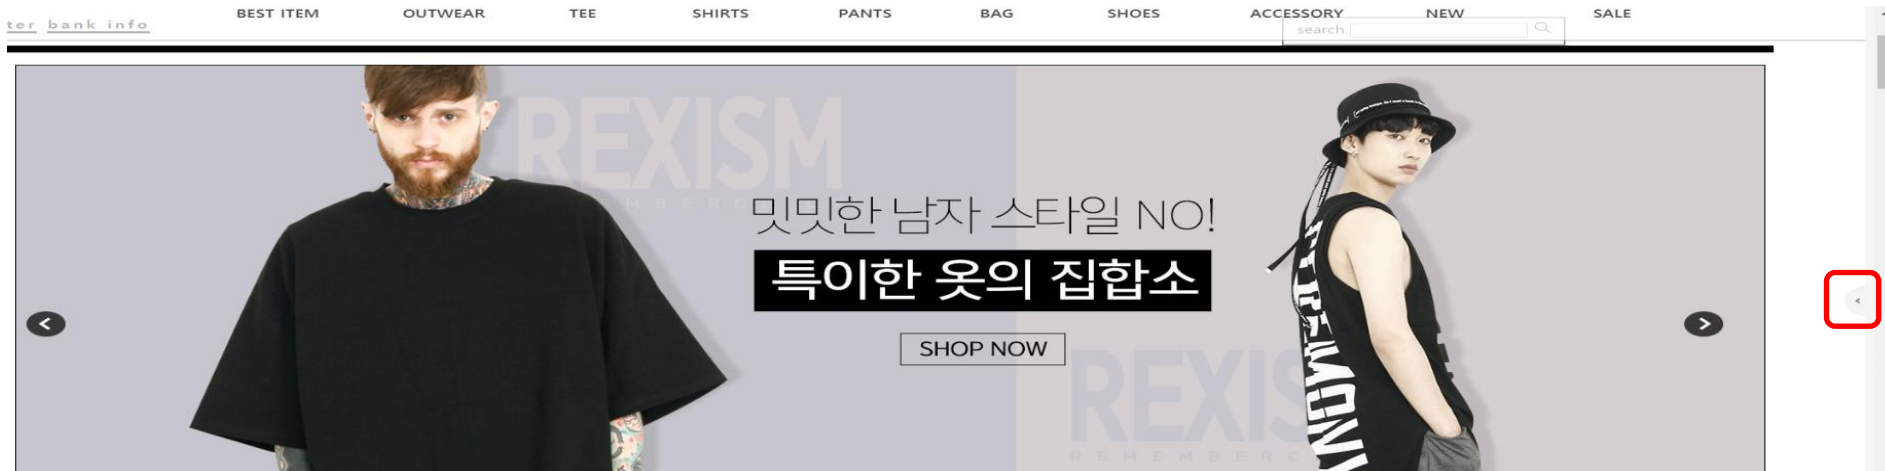 BEST ITEM OUTWEAR TEE SHIRTS PANTS BAG SHOES ACCESSORY NEW SALE
ter bank info
search
REXISM
밋밋한 남자 스타일 NO!
특이한 옷의 집합소
SHOP NOW
REXIS